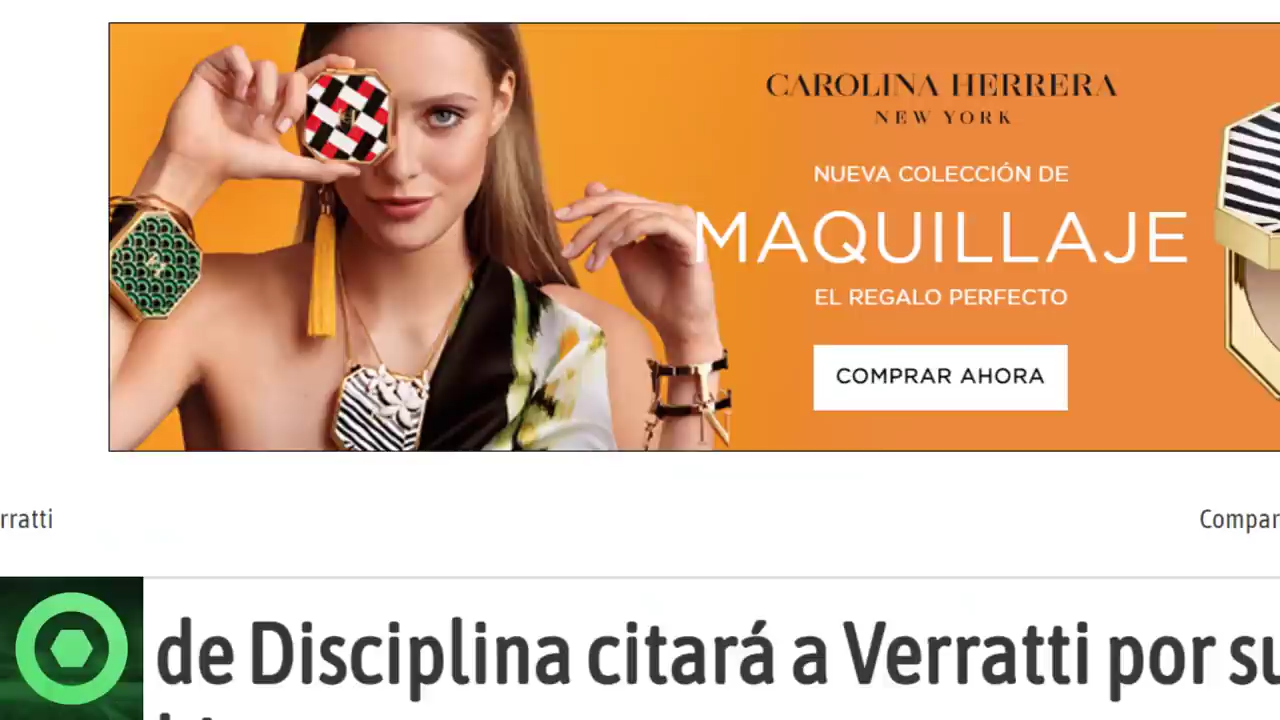 CAROLINA HERRERA
NEW YORK
NUEVA COLECCIÓN DE
MAQUILLAJE
EL REGALO PERFECTO
COMPRAR AHORA
rratti
Compar
de Disciplina citará a Verratti por su